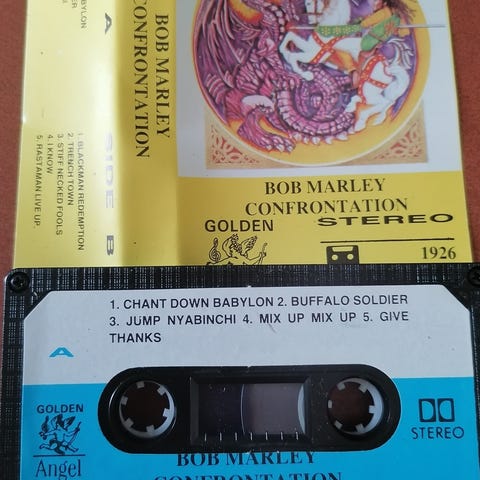 BYLON
A
SIDE B
1. BLACKMAN REDEMPTION
2. TRENCH TOWN
3. STIFF NECKED FOOLS
4. I KNOW
5. RASTAMAN LIVE UP.
BOB MARLEY
CONFRONTATION
BOB MARLEY
CONFRONTATION
GOLDEN
STEREO
1926
1. CHANT DOWN BABYLON 2. BUFFALO SOLDIER
3. JUMP NYABINCHI 4. MIX UP MIX UP 5. GIVE
THANKS
A
GOLDEN
Angel
STEREO
BOB MARLEY
CONFRONTATION